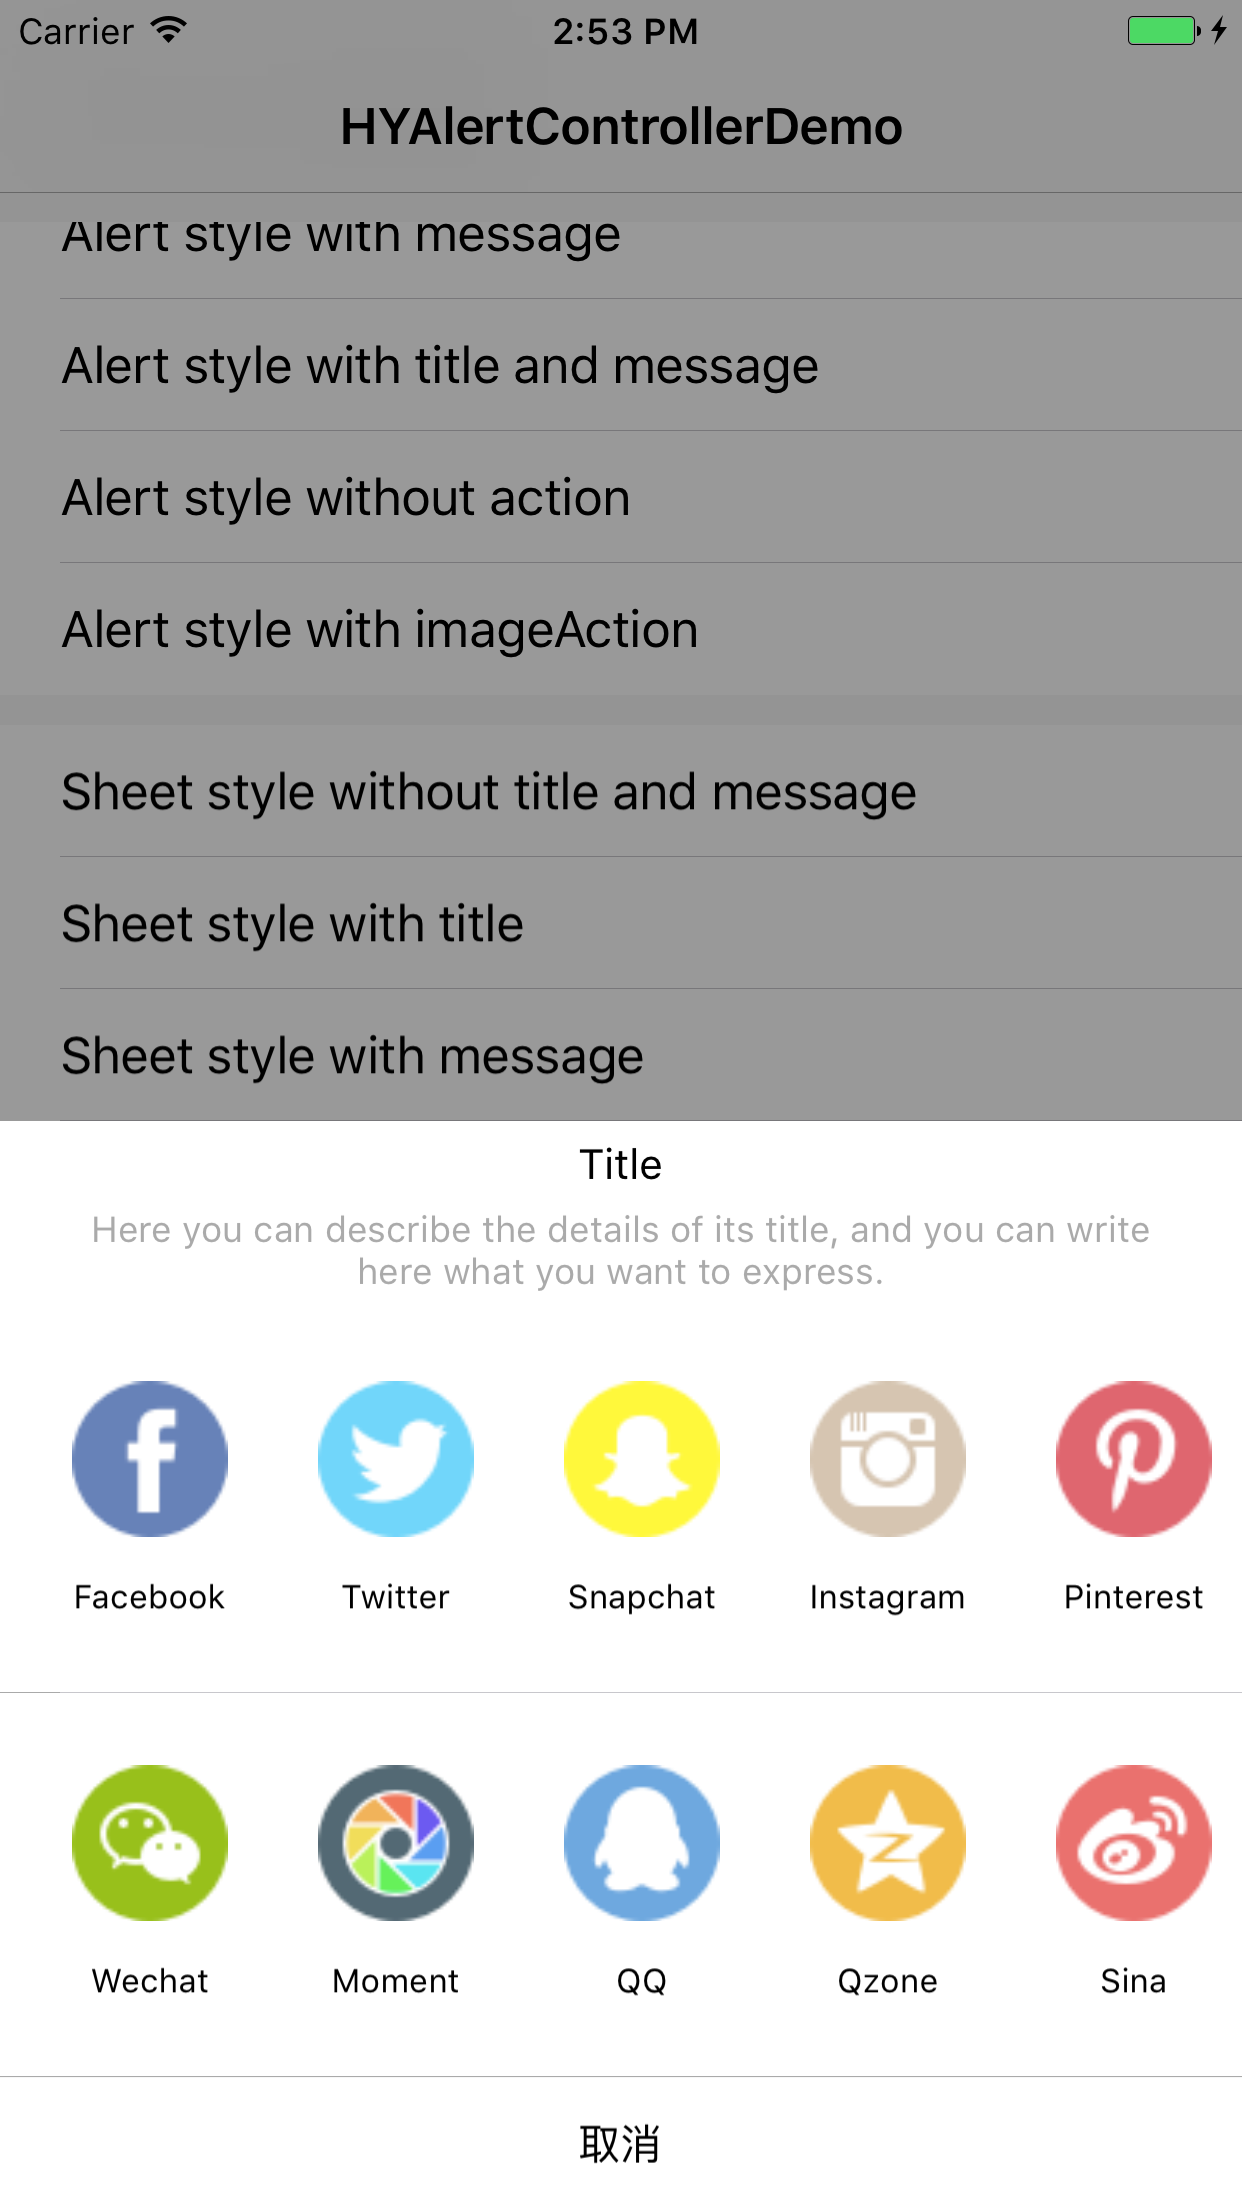 Carrier 2:53 PM
HYAlertControllerDemo
Alert style with message
Alert style with title and message
Alert style without action
Alert style with imageAction
Sheet style without title and message
Sheet style with title
Sheet style with message
Title
Here you can describe the details of its title, and you can write
here what you want to express.
Facebook Twitter Snapchat Instagram Pinterest
Wechat Moment QQ Qzone Sina
取消